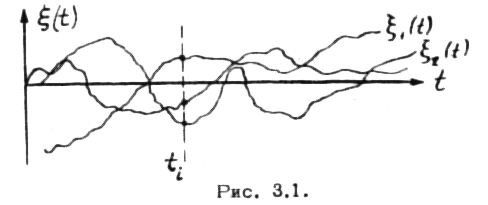 ξ(t)
ξ₁(t)
ξ₂(t)
t
tᵢ
Рис. 3.1.